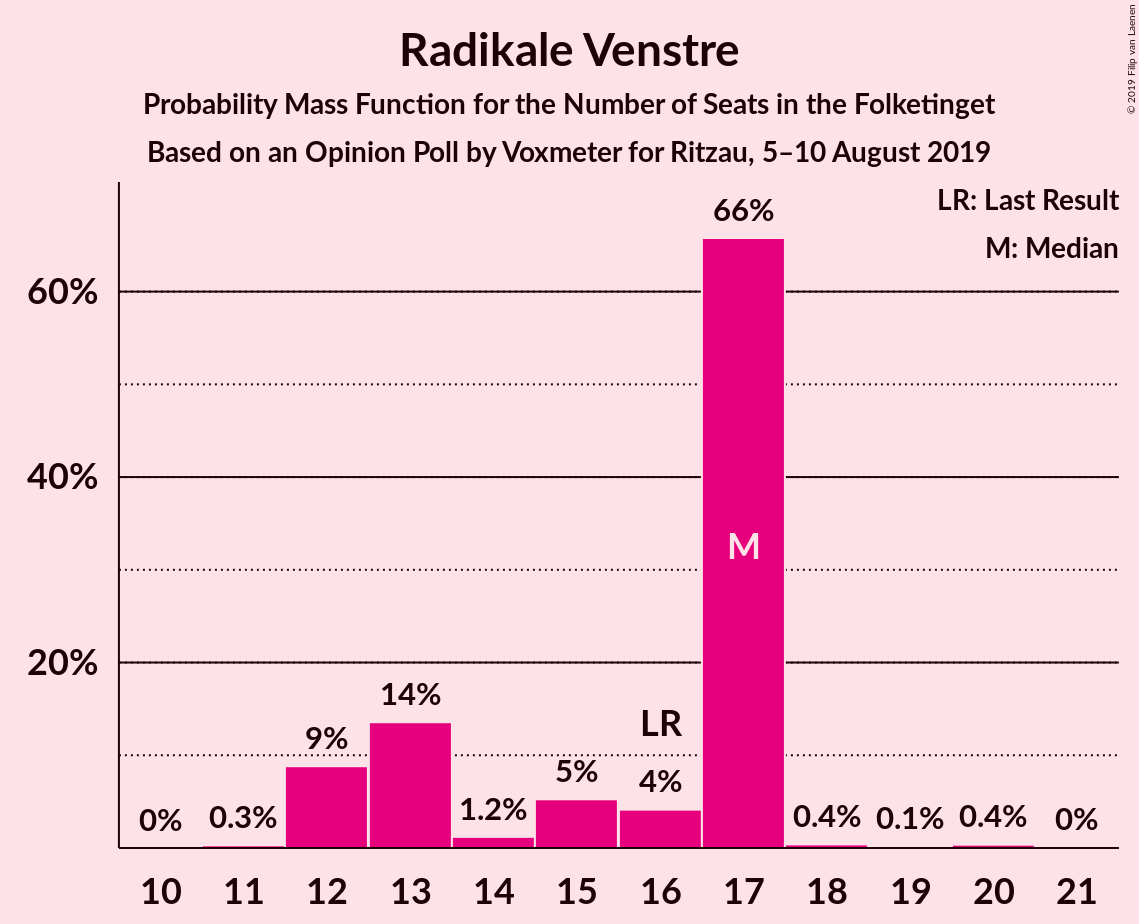 Radikale Venstre
Probability Mass Function for the Number of Seats in the Folketinget
Based on an Opinion Poll by Voxmeter for Ritzau, 5–10 August 2019
© 2019 Filip van Laenen
LR: Last Result
M: Median
60%
40%
20%
0%
0.3%
9%
14%
1.2%
5%
LR
4%
66%
M
0.4%
0.1%
0.4%
0%
10 11 12 13 14 15 16 17 18 19 20 21